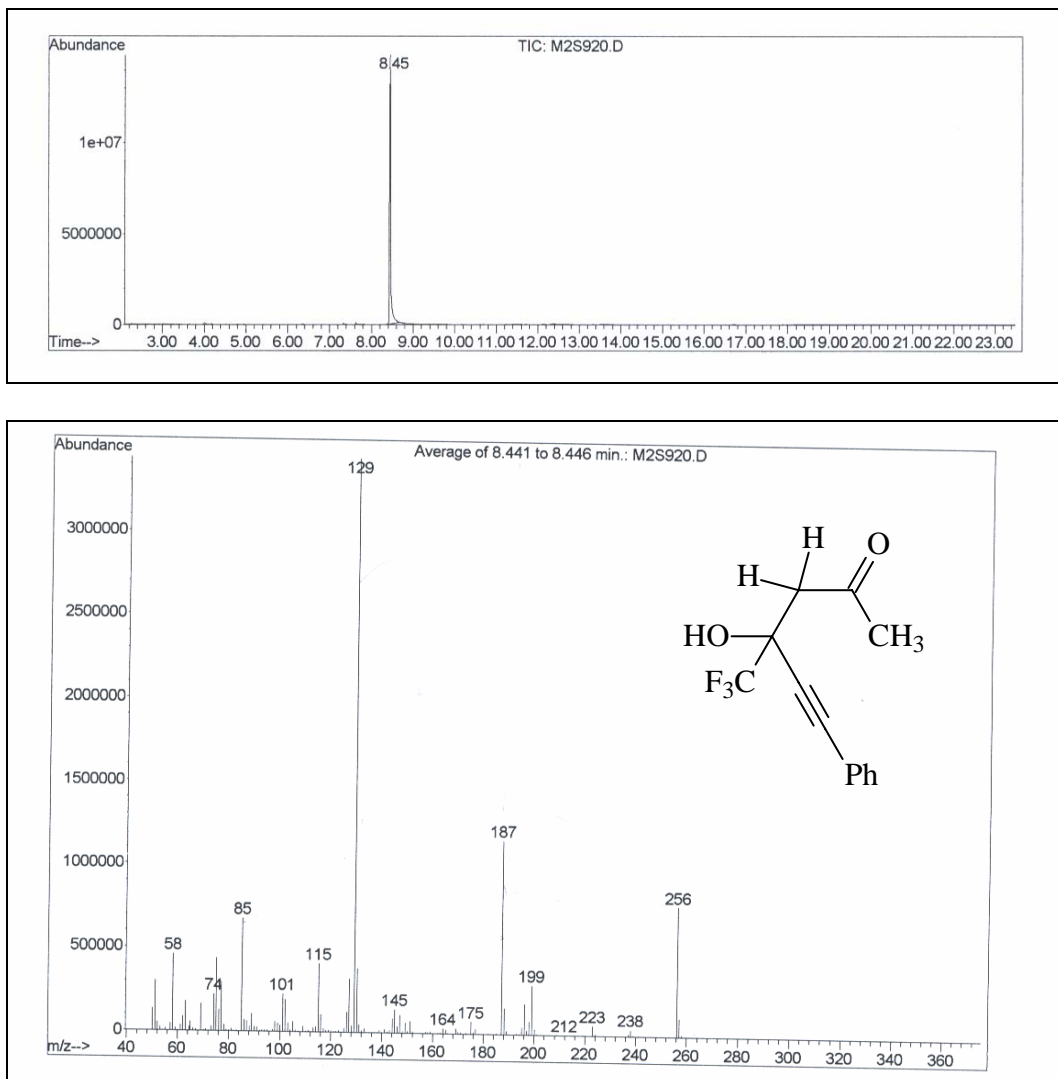 Abundance
TIC: M2S920.D
8.45
1e+07
5000000
0
Time-->
3.00 4.00 5.00 6.00 7.00 8.00 9.00 10.00 11.00 12.00 13.00 14.00 15.00 16.00 17.00 18.00 19.00 20.00 21.00 22.00 23.00
Abundance
Average of 8.441 to 8.446 min.: M2S920.D
129
3000000
H
O
H
2500000
HO
CH3
F3C
2000000
Ph
1500000
187
1000000
256
85
500000
58
115
199
74
101
145
164 175
212 223 238
0
m/z-->
40 60 80 100 120 140 160 180 200 220 240 260 280 300 320 340 360